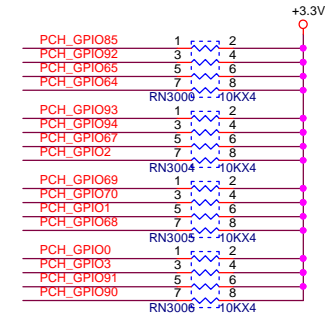 +3.3V
PCH_GPIO85 1 2
PCH_GPIO92 3 4
PCH_GPIO65 5 6
PCH_GPIO64 7 8
RN3000 10KX4
PCH_GPIO93 1 2
PCH_GPIO94 3 4
PCH_GPIO67 5 6
PCH_GPIO2 7 8
RN3004 10KX4
PCH_GPIO69 1 2
PCH_GPIO70 3 4
PCH_GPIO1 5 6
PCH_GPIO68 7 8
RN3005 10KX4
PCH_GPIO0 1 2
PCH_GPIO3 3 4
PCH_GPIO91 5 6
PCH_GPIO90 7 8
RN3006 10KX4